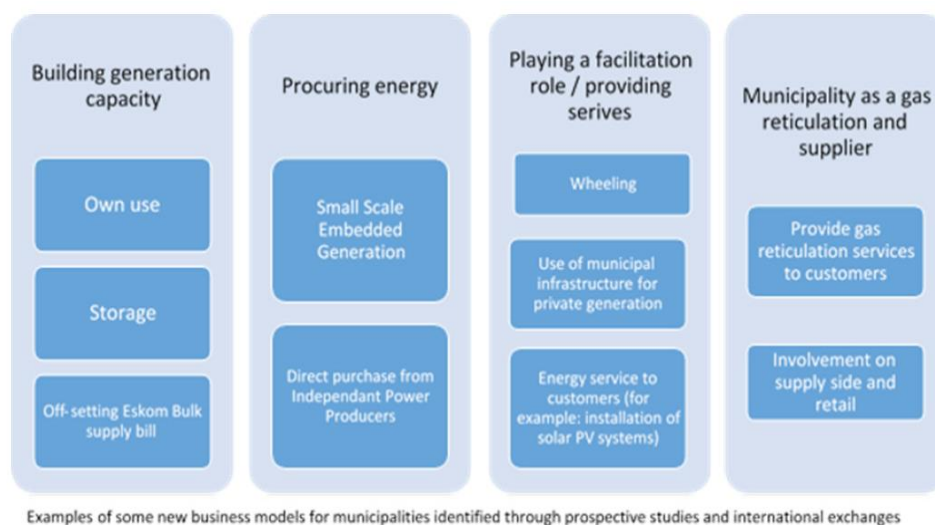 Building generation
capacity
Own use
Storage
Off-setting Eskom Bulk
supply bill
Procuring energy
Small Scale
Embedded
Generation
Direct purchase from
Independant Power
Producers
Playing a facilitation
role / providing
serives
Wheeling
Use of municipal
infrastructure for
private generation
Energy service to
customers (for
example: installation of
solar PV systems)
Municipality as a gas
reticulation and
supplier
Provide gas
reticulation services
to customers
Involvement on
supply side and
retail
Examples of some new business models for municipalities identified through prospective studies and international exchanges